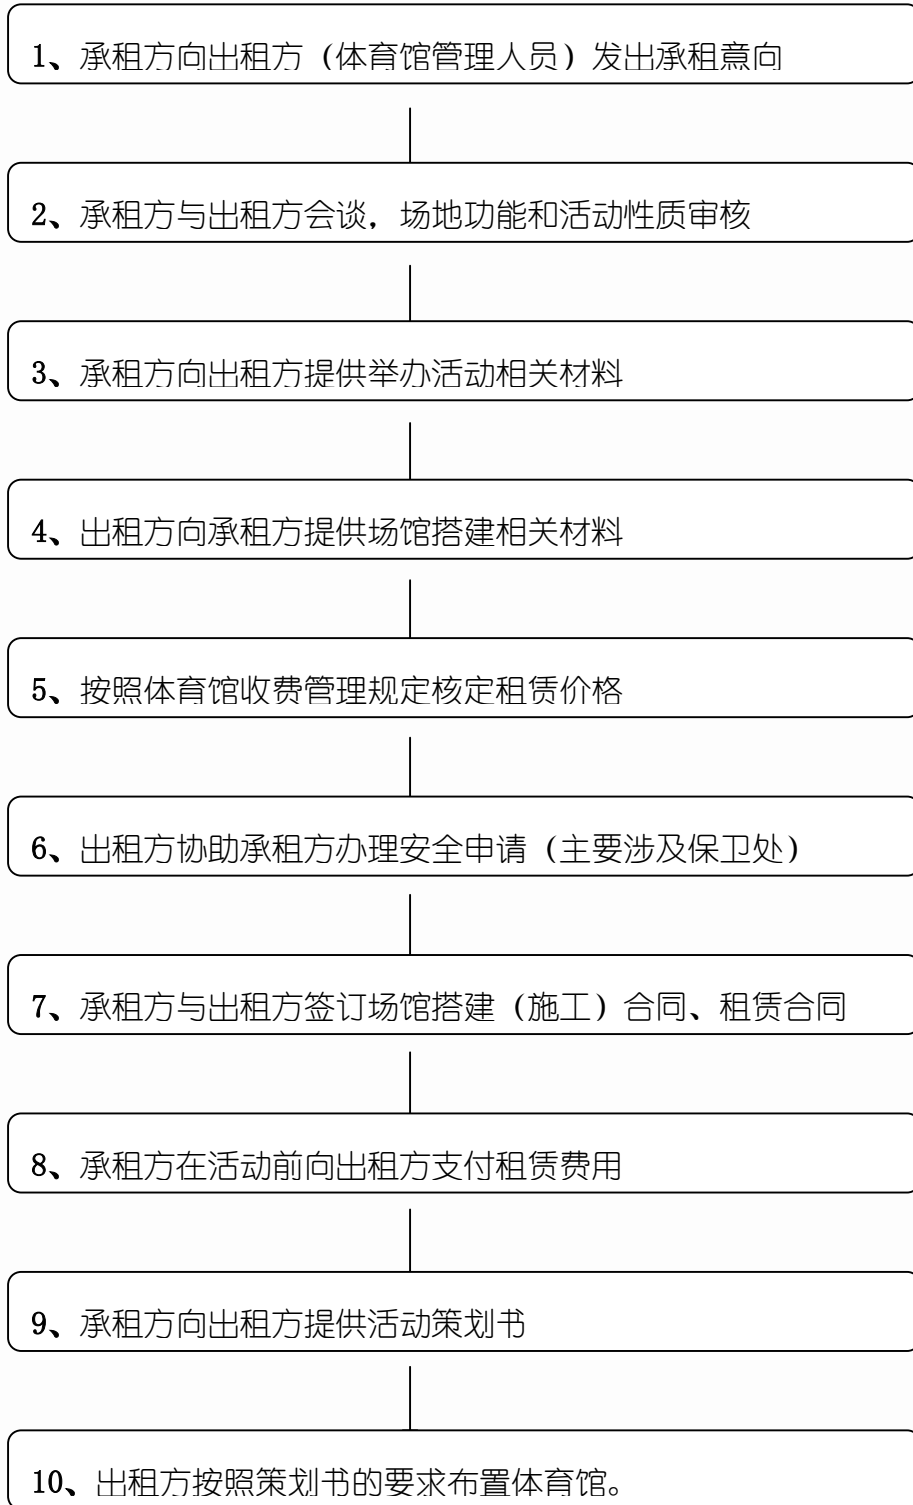 1、承租方向出租方（体育馆管理人员）发出承租意向
2、承租方与出租方会谈，场地功能和活动性质审核
3、承租方向出租方提供举办活动相关材料
4、出租方向承租方提供场馆搭建相关材料
5、按照体育馆收费管理规定核定租赁价格
6、出租方协助承租方办理安全申请（主要涉及保卫处）
7、承租方与出租方签订场馆搭建（施工）合同、租赁合同
8、承租方在活动前向出租方支付租赁费用
9、承租方向出租方提供活动策划书
10、出租方按照策划书的要求布置体育馆。